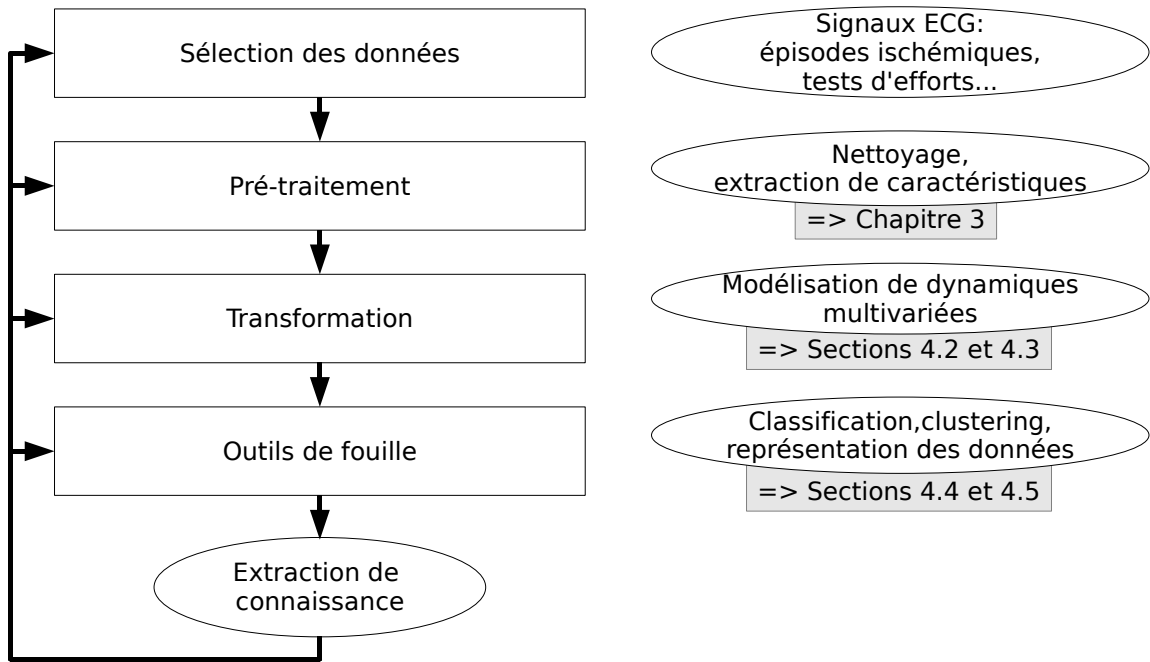 Sélection des données
Signaux ECG:
épisodes ischémiques,
tests d'efforts...
Pré-traitement
Nettoyage,
extraction de caractéristiques
=> Chapitre 3
Transformation
Modélisation de dynamiques
multivariées
=> Sections 4.2 et 4.3
Outils de fouille
Classification,clustering,
représentation des données
=> Sections 4.4 et 4.5
Extraction de
connaissance